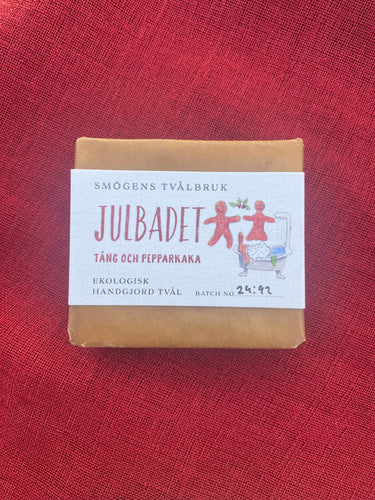 SMÖGENS TVÅLBRUK
JULBADET
TÅNG OCH PEPPARKAKA
EKOLOGISK
HANDGJORD TVÅL BATCH NO. 24:92